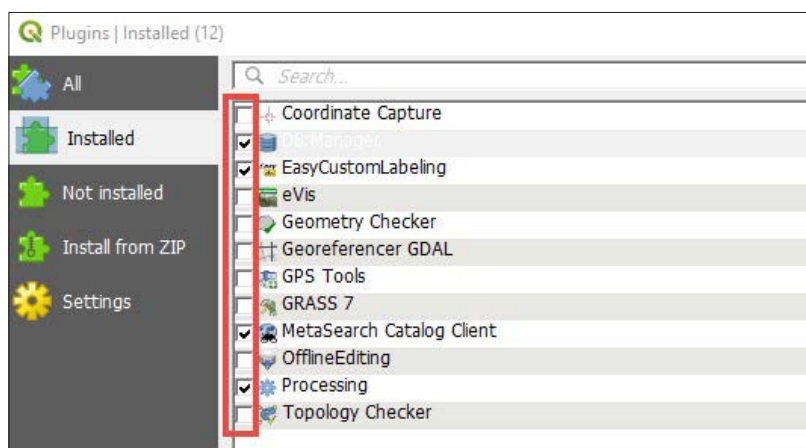 Plugins | Installed (12)
All
Installed
Not installed
Install from ZIP
Settings
Search...
Coordinate Capture
DB Manager
EasyCustomLabeling
eVis
Geometry Checker
Georeferencer GDAL
GPS Tools
GRASS 7
MetaSearch Catalog Client
OfflineEditing
Processing
Topology Checker